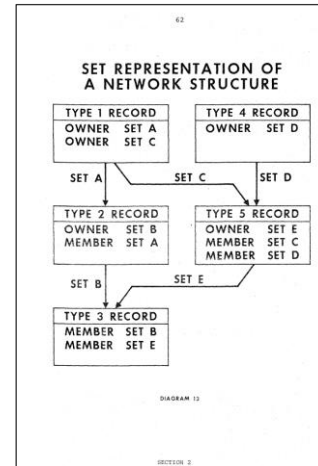 62
SET REPRESENTATION OF
A NETWORK STRUCTURE
TYPE 1 RECORD
OWNER SET A
OWNER SET C
TYPE 4 RECORD
OWNER SET D
SET A
SET C
SET D
TYPE 2 RECORD
OWNER SET B
MEMBER SET A
TYPE 5 RECORD
OWNER SET E
MEMBER SET C
MEMBER SET D
SET B
SET E
TYPE 3 RECORD
MEMBER SET B
MEMBER SET E
DIAGRAM 13
SECTION 2